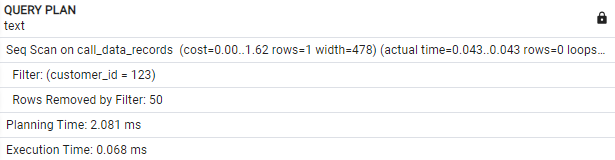 QUERY PLAN
text
Seq Scan on call_data_records (cost=0.00..1.62 rows=1 width=478) (actual time=0.043..0.043 rows=0 loops...
Filter: (customer_id = 123)
Rows Removed by Filter: 50
Planning Time: 2.081 ms
Execution Time: 0.068 ms